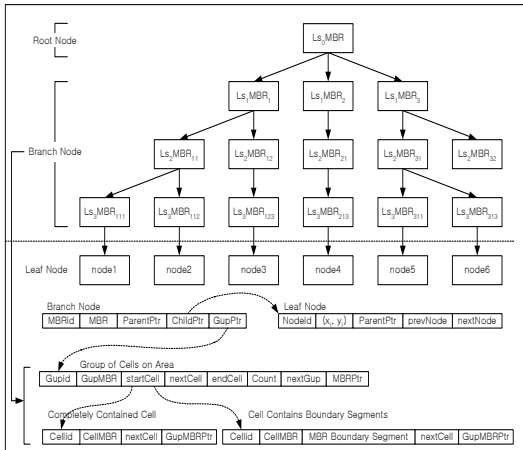 Root Node
Ls₀MBR
Ls₁MBR₁ Ls₁MBR₂ Ls₁MBR₃
Branch Node
Ls₂MBR₁₁ Ls₂MBR₁₂ Ls₂MBR₂₁ Ls₂MBR₃₁ Ls₂MBR₃₂
Ls₃MBR₁₁₁ Ls₃MBR₁₁₂ Ls₃MBR₁₂₃ Ls₃MBR₂₁₃ Ls₃MBR₃₁₁ Ls₃MBR₃₁₃
Leaf Node node1 node2 node3 node4 node5 node6
Branch Node Leaf Node
MBRid MBR ParentPtr ChildPtr GupPtr NodeId (xᵢ, yᵢ) ParentPtr prevNode nextNode
Group of Cells on Area
GupId GupMBR startCell nextCell endCell Count nextGup MBRPtr
Completely Contained Cell Cell Contains Boundary Segments
CellId CellMBR nextCell GupMBRPtr CellId CellMBR MBR Boundary Segment nextCell GupMBRPtr